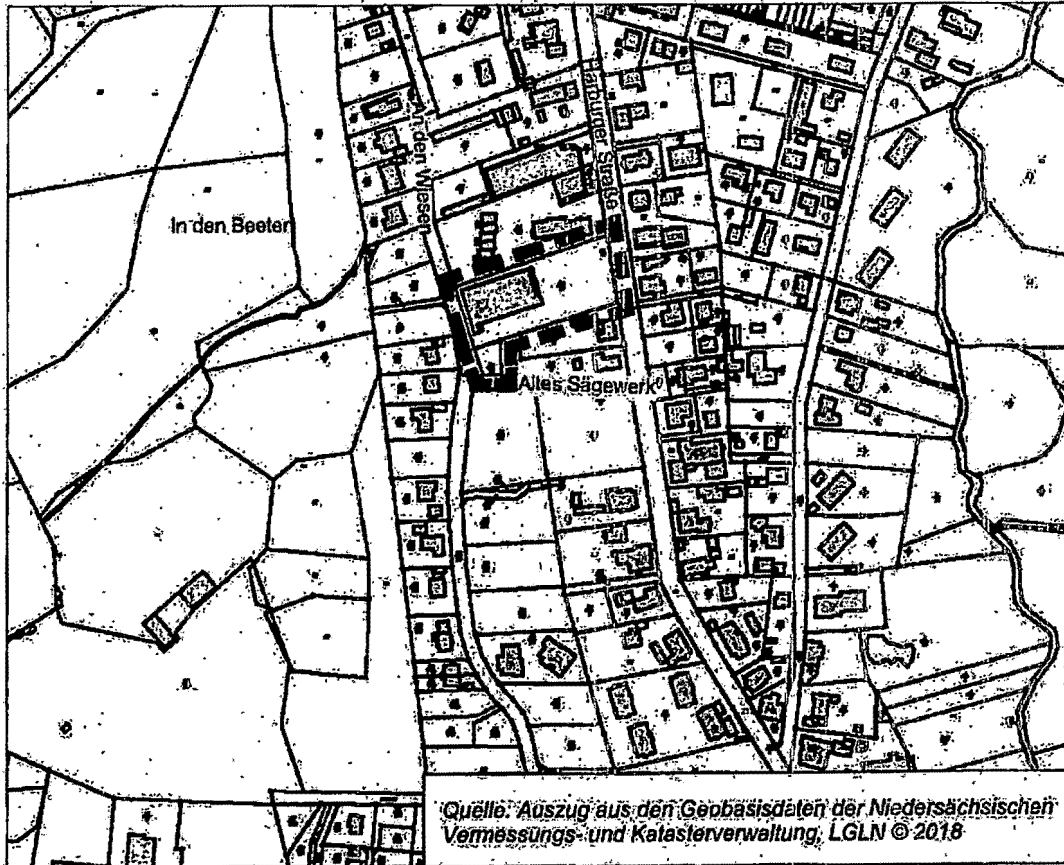 Harburger Straße
An den Wiesen
In den Beeten
Altes Sägewerk
Quelle: Auszug aus den Geobasisdaten der Niedersächsischen
Vermessungs- und Katasterverwaltung, LGLN © 2018